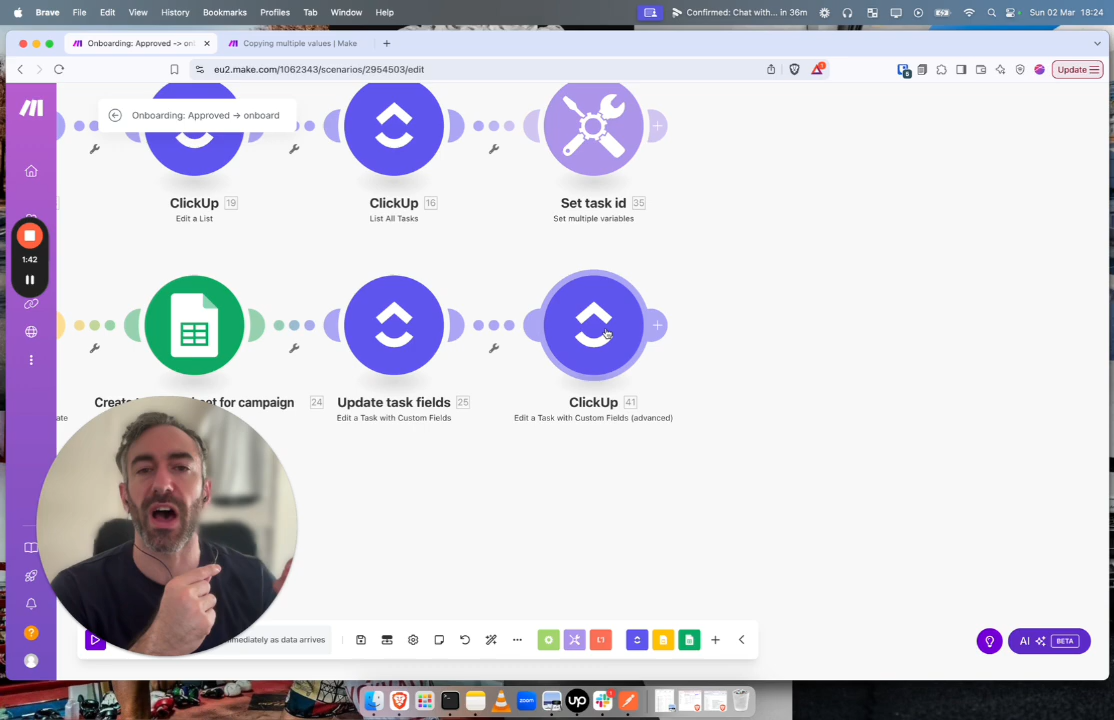 Brave File Edit View History Bookmarks Profiles Tab Window Help Confirmed: Chat with... in 36m Sun 02 Mar 18:24
Onboarding: Approved -> on
Copying multiple values | Make
eu2.make.com/1062343/scenarios/2954503/edit
Update
Onboarding: Approved -> onboard
ClickUp 19
Edit a List
ClickUp 16
List All Tasks
Set task id 35
Set multiple variables
1:42
for campaign 24
Update task fields 25
Edit a Task with Custom Fields
ClickUp 41
Edit a Task with Custom Fields (advanced)
mmediately as data arrives
AI BETA
zoom
up